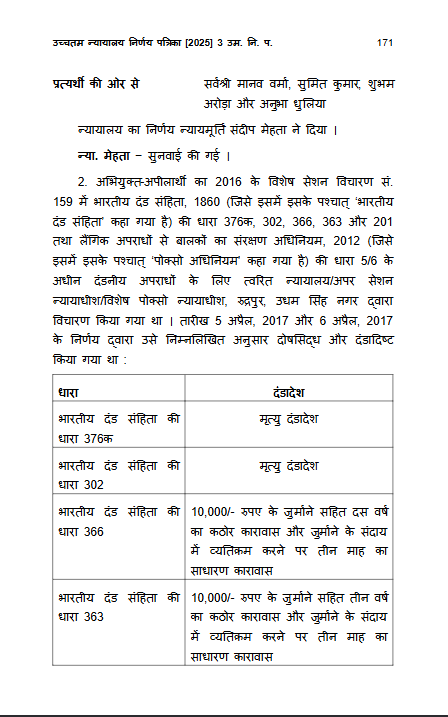 उच्चतम न्यायालय निर्णय पत्रिका [2025] 3 उम. नि. प. 171
प्रत्यर्थी की ओर से सर्वश्री मानव वर्मा, सुमित कुमार, शुभम
अरोड़ा और अनुभा धुलिया
न्यायालय का निर्णय न्यायमूर्ति संदीप मेहता ने दिया ।
न्या. मेहता – सुनवाई की गई ।
2. अभियुक्त-अपीलार्थी का 2016 के विशेष सेशन विचारण सं.
159 में भारतीय दंड संहिता, 1860 (जिसे इसमें इसके पश्चात् 'भारतीय
दंड संहिता' कहा गया है) की धारा 376क, 302, 366, 363 और 201
तथा लैंगिक अपराधों से बालकों का संरक्षण अधिनियम, 2012 (जिसे
इसमें इसके पश्चात् 'पोक्सो अधिनियम' कहा गया है) की धारा 5/6 के
अधीन दंडनीय अपराधों के लिए त्वरित न्यायालय/अपर सेशन
न्यायाधीश/विशेष पोक्सो न्यायाधीश, रुद्रपुर, उधम सिंह नगर द्वारा
विचारण किया गया था । तारीख 5 अप्रैल, 2017 और 6 अप्रैल, 2017
के निर्णय द्वारा उसे निम्नलिखित अनुसार दोषसिद्ध और दंडादिष्ट
किया गया था :
धारा दंडादेश
भारतीय दंड संहिता की मृत्यु दंडादेश
धारा 376क
भारतीय दंड संहिता की मृत्यु दंडादेश
धारा 302
भारतीय दंड संहिता की 10,000/- रुपए के जुर्माने सहित दस वर्ष
धारा 366 का कठोर कारावास और जुर्माने के संदाय
में व्यतिक्रम करने पर तीन माह का
साधारण कारावास
भारतीय दंड संहिता की 10,000/- रुपए के जुर्माने सहित तीन वर्ष
धारा 363 का कठोर कारावास और जुर्माने के संदाय
में व्यतिक्रम करने पर तीन माह का
साधारण कारावास